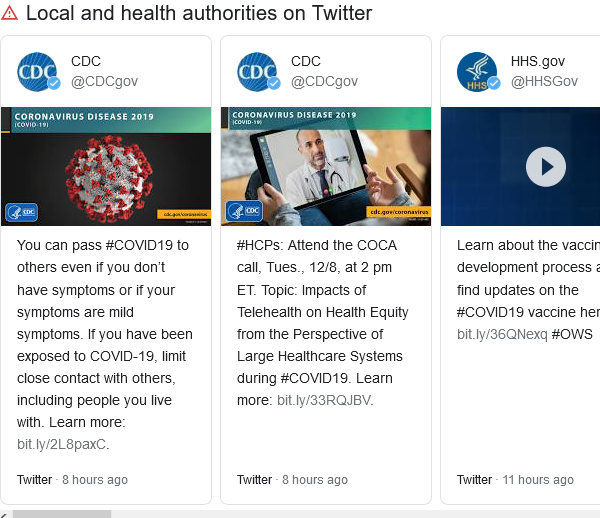 Local and health authorities on Twitter
CDC
CDC
@CDCgov
CORONAVIRUS DISEASE 2019
(COVID-19)
CDC
cdc.gov/coronavirus
You can pass #COVID19 to
others even if you don’t
have symptoms or if your
symptoms are mild
symptoms. If you have been
exposed to COVID-19, limit
close contact with others,
including people you live
with. Learn more:
bit.ly/2L8paxC.
Twitter · 8 hours ago
CDC
CDC
@CDCgov
CORONAVIRUS DISEASE 2019
(COVID-19)
CDC
cdc.gov/coronavirus
#HCPs: Attend the COCA
call, Tues., 12/8, at 2 pm
ET. Topic: Impacts of
Telehealth on Health Equity
from the Perspective of
Large Healthcare Systems
during #COVID19. Learn
more: bit.ly/33RQJBV.
Twitter · 8 hours ago
HHS
HHS.gov
@HHSGov
Learn about the vaccin
development process a
find updates on the
#COVID19 vaccine her
bit.ly/36QNexq #OWS
Twitter · 11 hours ago